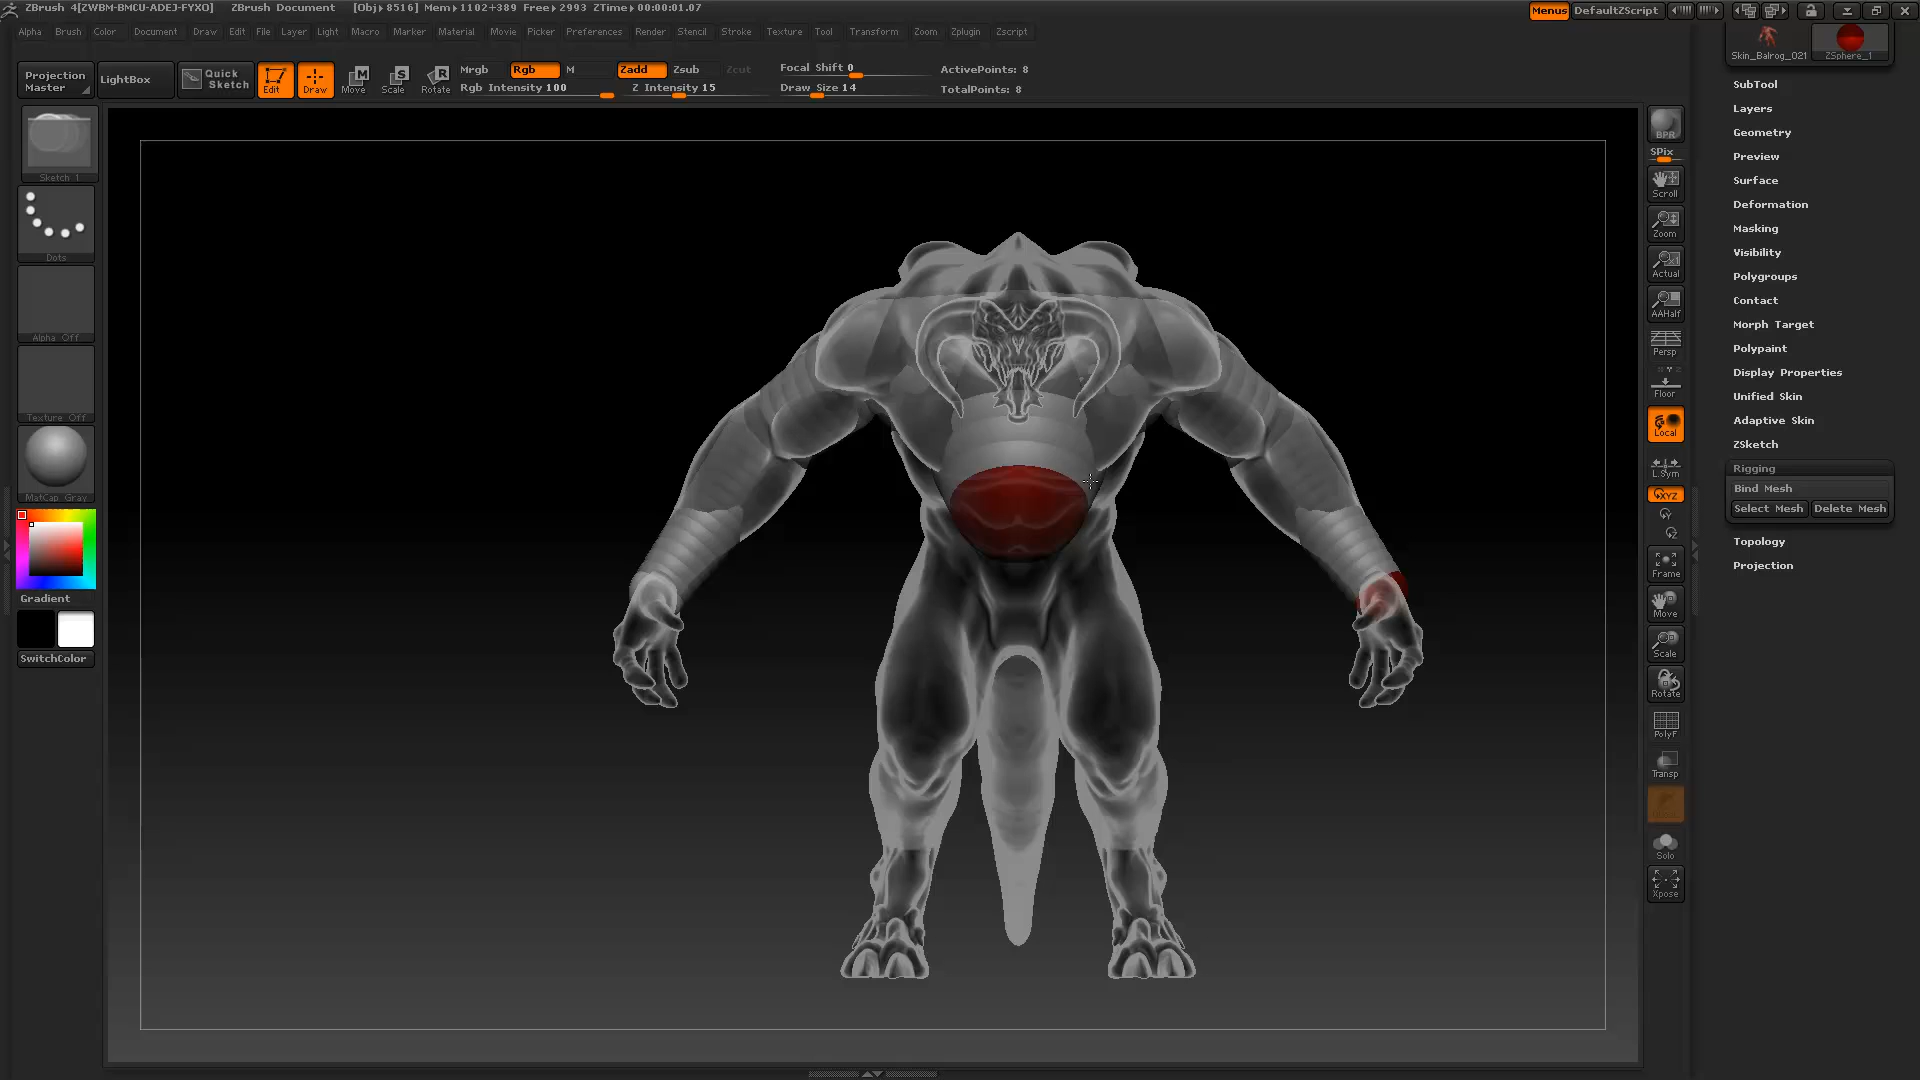 ZBrush 4[ZWBM-BMCU-ADEJ-FYXO] ZBrush Document [Obj▸8516] Mem▸1102+389 Free▸2993 ZTime▸00:00:01.07 Menus DefaultZScript
Alpha Brush Color Document Draw Edit File Layer Light Macro Marker Material Movie Picker Preferences Render Stencil Stroke Texture Tool Transform Zoom Zplugin Zscript
Skin_Balrog_021 ZSphere_1
Projection Master
LightBox
Quick Sketch
Edit
Draw
Move
Scale
Rotate
Mrgb Rgb M
Rgb Intensity 100
Zadd Zsub Zcut
Z Intensity 15
Focal Shift 0
Draw Size 14
ActivePoints: 8
TotalPoints: 8
Sketch 1
Dots
Alpha Off
Texture Off
MatCap Gray
Gradient
SwitchColor
BPR
SPix
Scroll
Zoom
Actual
AAHalf
Persp
Floor
Local
L.Sym
XYZ
Y
Z
Frame
Move
Scale
Rotate
PolyF
Transp
Solo
Xpose
SubTool
Layers
Geometry
Preview
Surface
Deformation
Masking
Visibility
Polygroups
Contact
Morph Target
Polypaint
Display Properties
Unified Skin
Adaptive Skin
ZSketch
Rigging
Bind Mesh
Select Mesh Delete Mesh
Topology
Projection